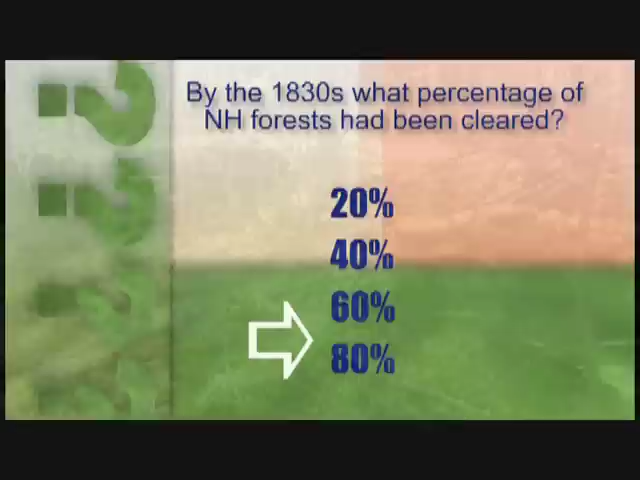 By the 1830s what percentage of
NH forests had been cleared?
20%
40%
60%
80%